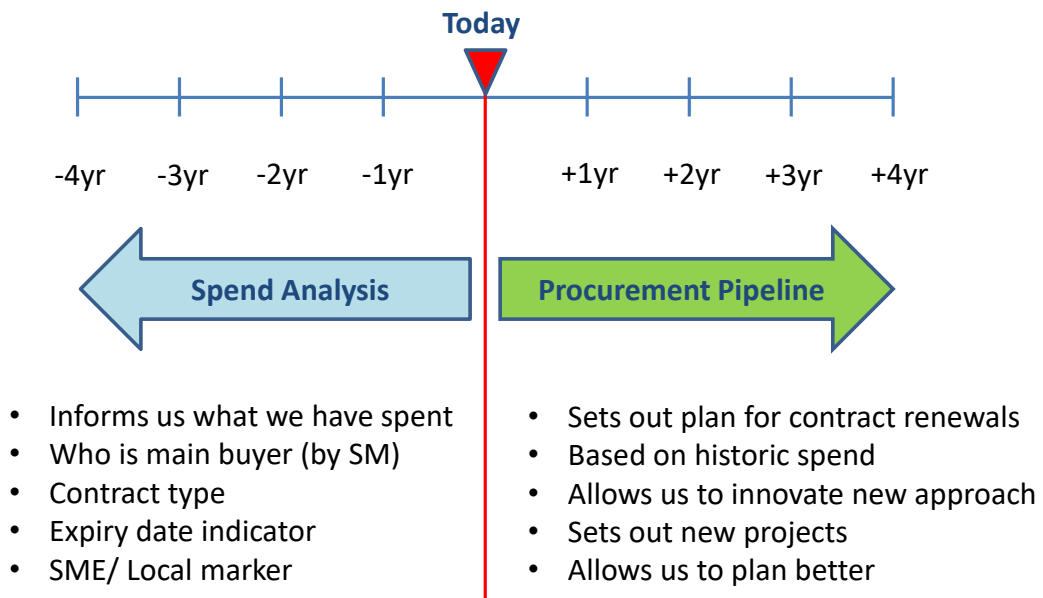 Today
-4yr -3yr -2yr -1yr +1yr +2yr +3yr +4yr
Spend Analysis
Procurement Pipeline
• Informs us what we have spent
• Who is main buyer (by SM)
• Contract type
• Expiry date indicator
• SME/ Local marker
• Sets out plan for contract renewals
• Based on historic spend
• Allows us to innovate new approach
• Sets out new projects
• Allows us to plan better